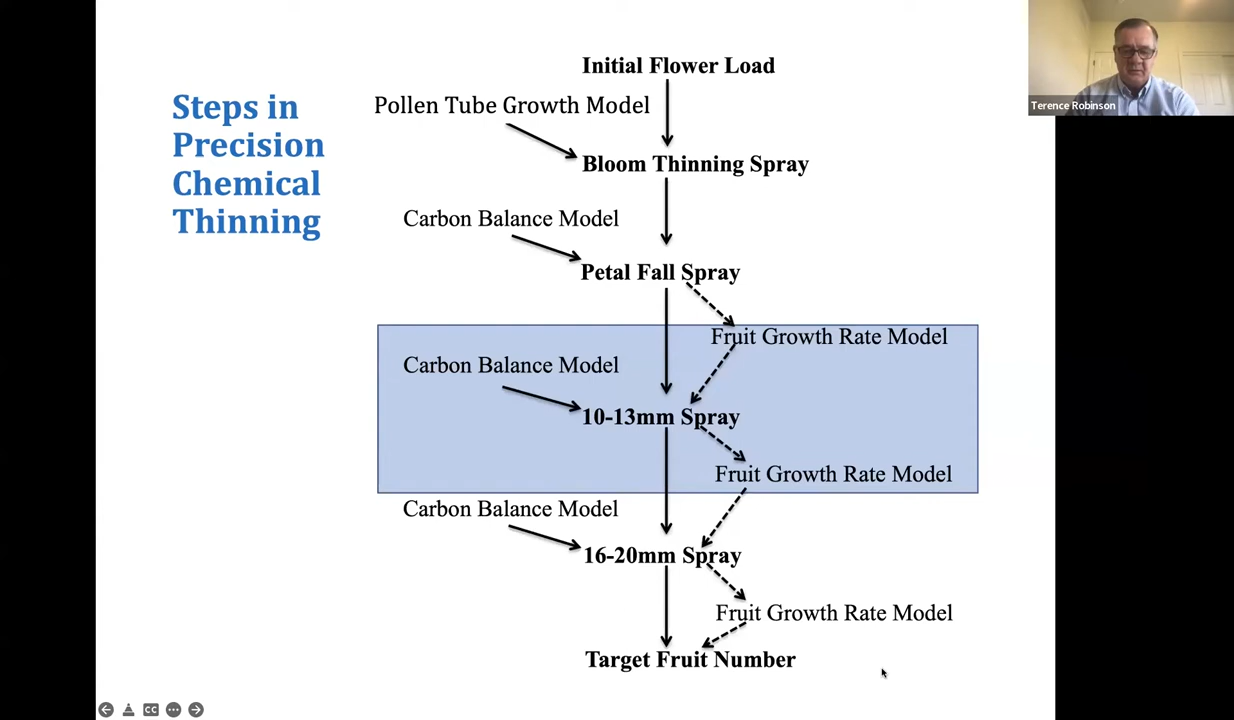 Steps in
Precision
Chemical
Thinning
Initial Flower Load
Pollen Tube Growth Model
Bloom Thinning Spray
Carbon Balance Model
Petal Fall Spray
Fruit Growth Rate Model
Carbon Balance Model
10-13mm Spray
Fruit Growth Rate Model
Carbon Balance Model
16-20mm Spray
Fruit Growth Rate Model
Target Fruit Number
Terence Robinson
CC